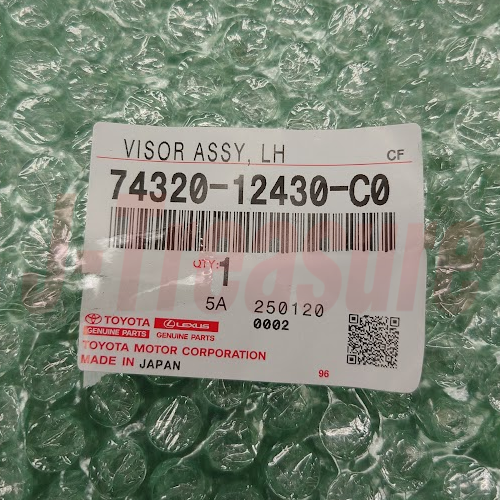 VISOR ASSY, LH
CF
74320-12430-C0
QTY: 1
5A 250120
0002
TOYOTA LEXUS
GENUINE PARTS GENUINE PARTS
TOYOTA MOTOR CORPORATION
MADE IN JAPAN
96